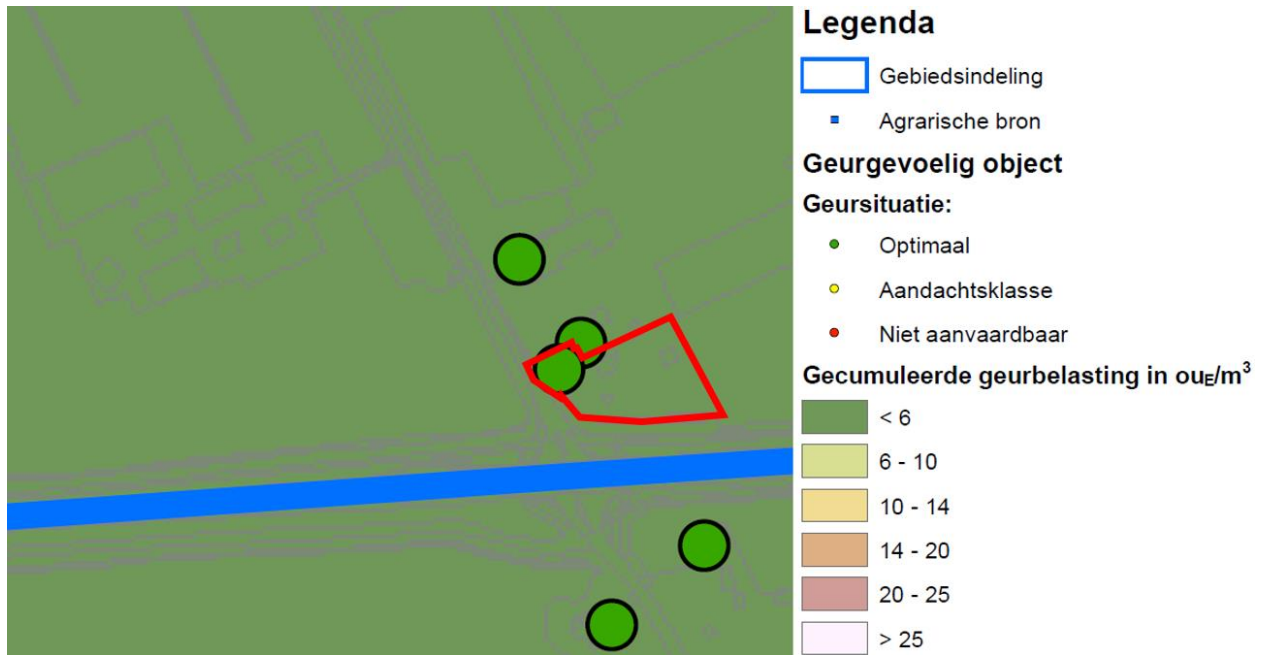 Legenda
Gebiedsindeling
Agrarische bron
Geurgevoelig object
Geursituatie:
Optimaal
Aandachtsklasse
Niet aanvaardbaar
Gecumuleerde geurbelasting in ouE/m³
< 6
6 - 10
10 - 14
14 - 20
20 - 25
> 25